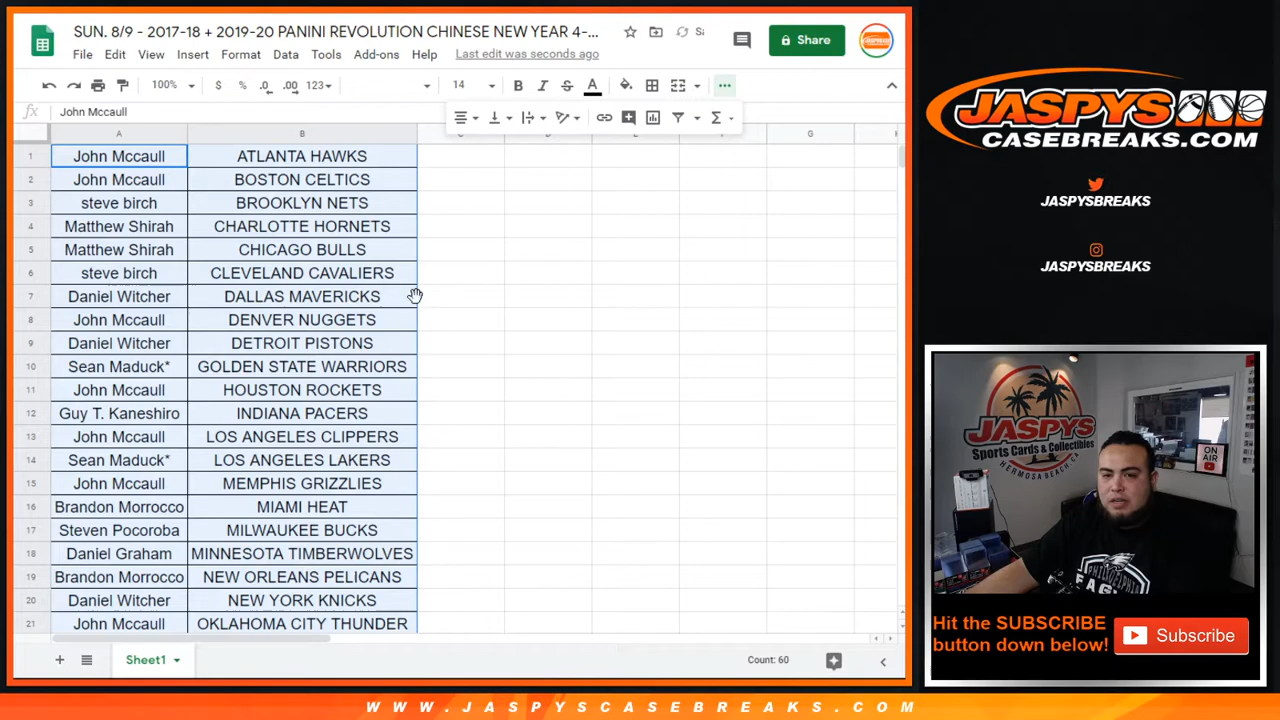 SUN. 8/9 - 2017-18 + 2019-20 PANINI REVOLUTION CHINESE NEW YEAR 4-...
File Edit View Insert Format Data Tools Add-ons Help Last edit was seconds ago
Share
100% $ % .0 .00 123 14 B I S A
fx John Mccaull
A B G
1 John Mccaull ATLANTA HAWKS
2 John Mccaull BOSTON CELTICS
3 steve birch BROOKLYN NETS
4 Matthew Shirah CHARLOTTE HORNETS
5 Matthew Shirah CHICAGO BULLS
6 steve birch CLEVELAND CAVALIERS
7 Daniel Witcher DALLAS MAVERICKS
8 John Mccaull DENVER NUGGETS
9 Daniel Witcher DETROIT PISTONS
10 Sean Maduck* GOLDEN STATE WARRIORS
11 John Mccaull HOUSTON ROCKETS
12 Guy T. Kaneshiro INDIANA PACERS
13 John Mccaull LOS ANGELES CLIPPERS
14 Sean Maduck* LOS ANGELES LAKERS
15 John Mccaull MEMPHIS GRIZZLIES
16 Brandon Morrocco MIAMI HEAT
17 Steven Pocoroba MILWAUKEE BUCKS
18 Daniel Graham MINNESOTA TIMBERWOLVES
19 Brandon Morrocco NEW ORLEANS PELICANS
20 Daniel Witcher NEW YORK KNICKS
21 John Mccaull OKLAHOMA CITY THUNDER
Sheet1
Count: 60
JASPYS
CASEBREAKS.COM
JASPYSBREAKS
JASPYSBREAKS
JASPYS
Sports Cards & Collectibles
HERMOSA BEACH, CA
ON AIR
PHILADELPHIA
Hit the SUBSCRIBE
button down below!
Subscribe
WWW.JASPYSCASEBREAKS.COM